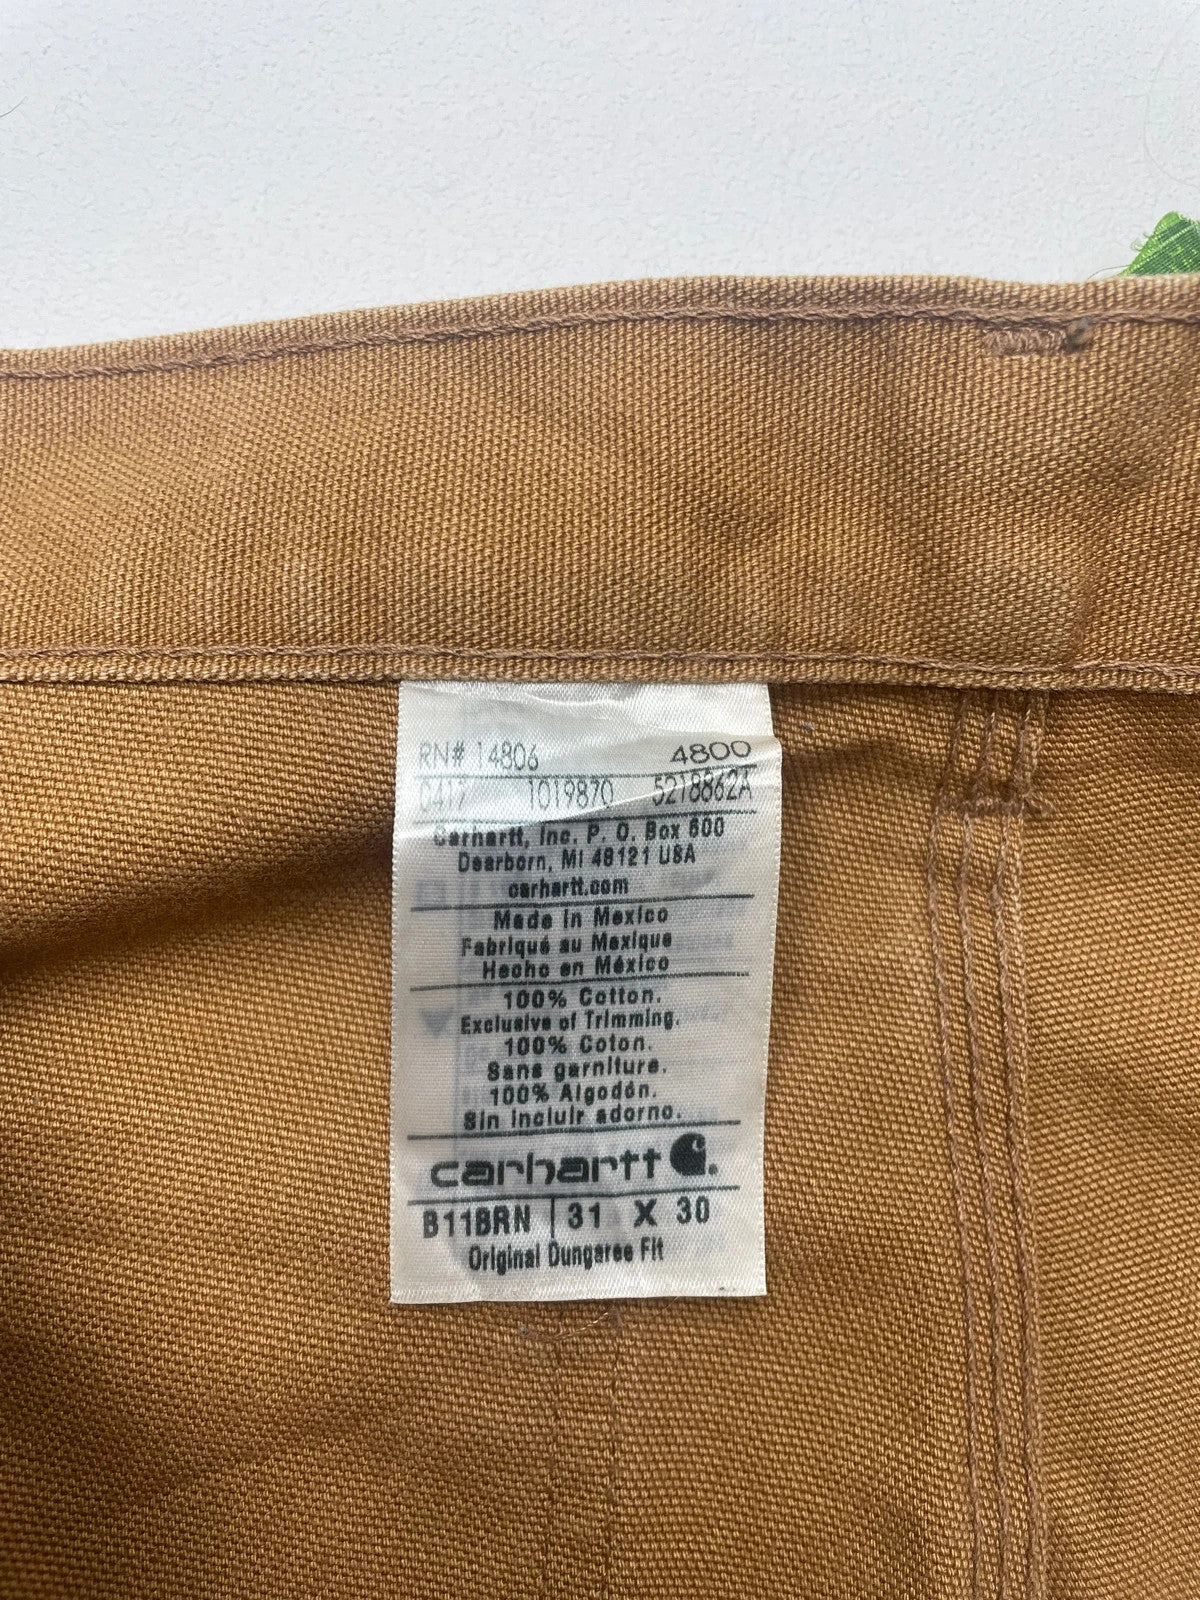 RN# 14806 4800
0417 1019870 5218862A
Carhartt, Inc. P. O. Box 600
Dearborn, MI 48121 USA
carhartt.com
Made in Mexico
Fabriqué au Mexique
Hecho en México
100% Cotton.
Exclusive of Trimming.
100% Coton.
Sans garniture.
100% Algodón.
Sin incluir adorno.
carhartt
B11BRN | 31 X 30
Original Dungaree Fit